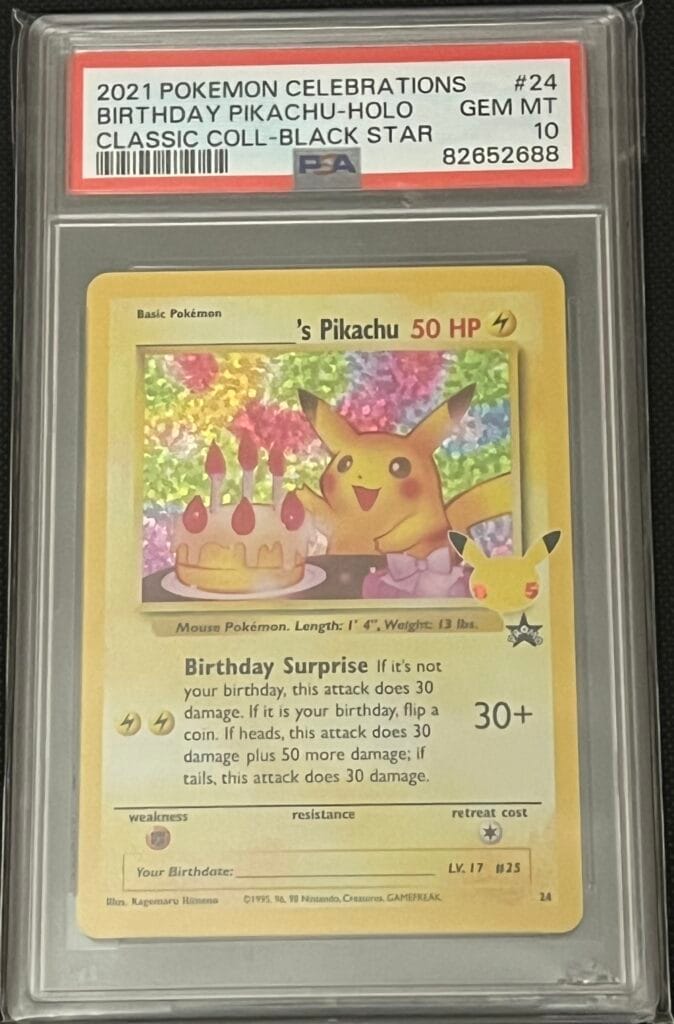 2021 POKEMON CELEBRATIONS #24
BIRTHDAY PIKACHU-HOLO GEM MT
CLASSIC COLL-BLACK STAR 10
PSA 82652688
Basic Pokémon
's Pikachu 50 HP
5
Mouse Pokémon. Length: 1' 4", Weight: 13 lbs.
PROMO
Birthday Surprise If it's not
your birthday, this attack does 30
damage. If it is your birthday, flip a
coin. If heads, this attack does 30
damage plus 50 more damage; if
tails, this attack does 30 damage.
30+
weakness resistance retreat cost
Your Birthdate: LV. 17 #25
Illus. Kagemaru Himeno ©1995, 96, 98 Nintendo, Creatures, GAMEFREAK. 24